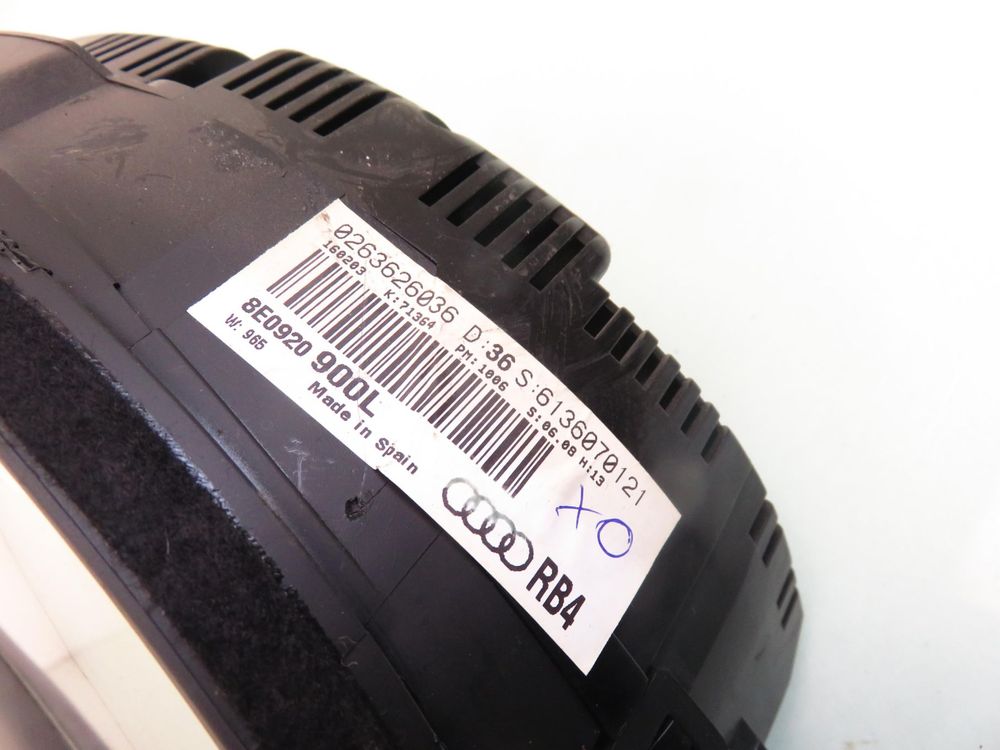 0263626036 D:36 S:6136070121
160203 K:71364 PM:1006 S:06.08 H:13
8E0920 900L
W: 965 Made in Spain
XO
RB4